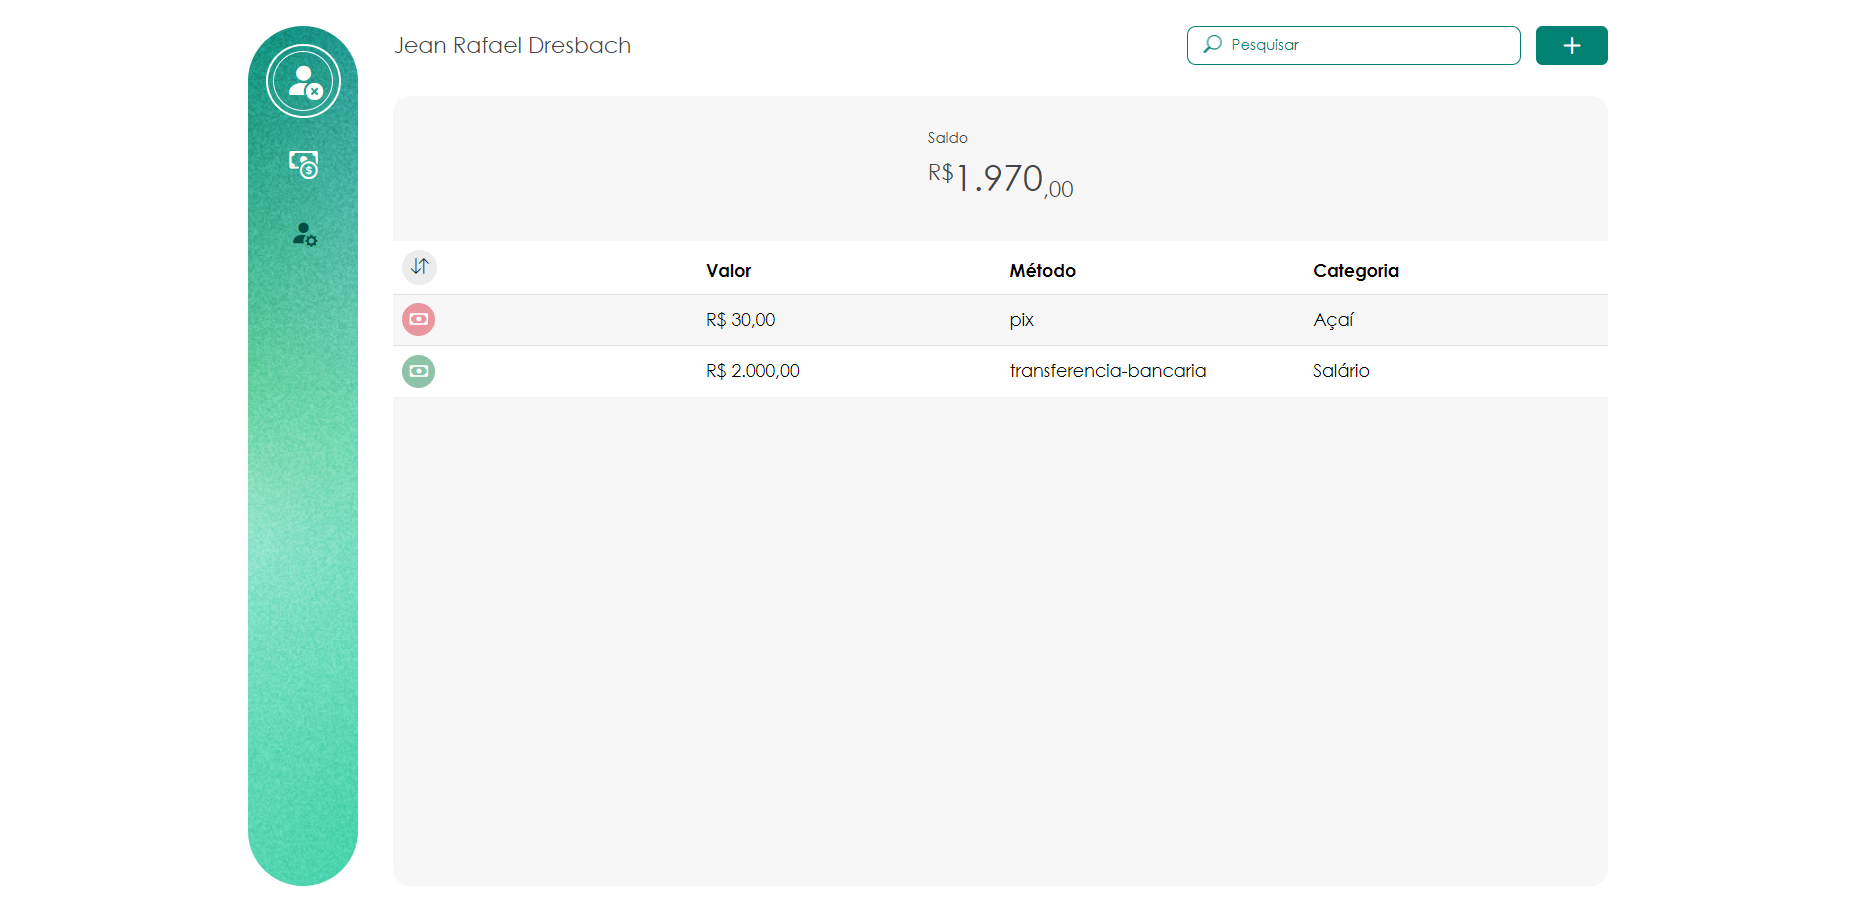 Jean Rafael Dresbach
Pesquisar
Saldo
R$1.970,00
Valor Método Categoria
R$ 30,00 pix Açaí
R$ 2.000,00 transferencia-bancaria Salário